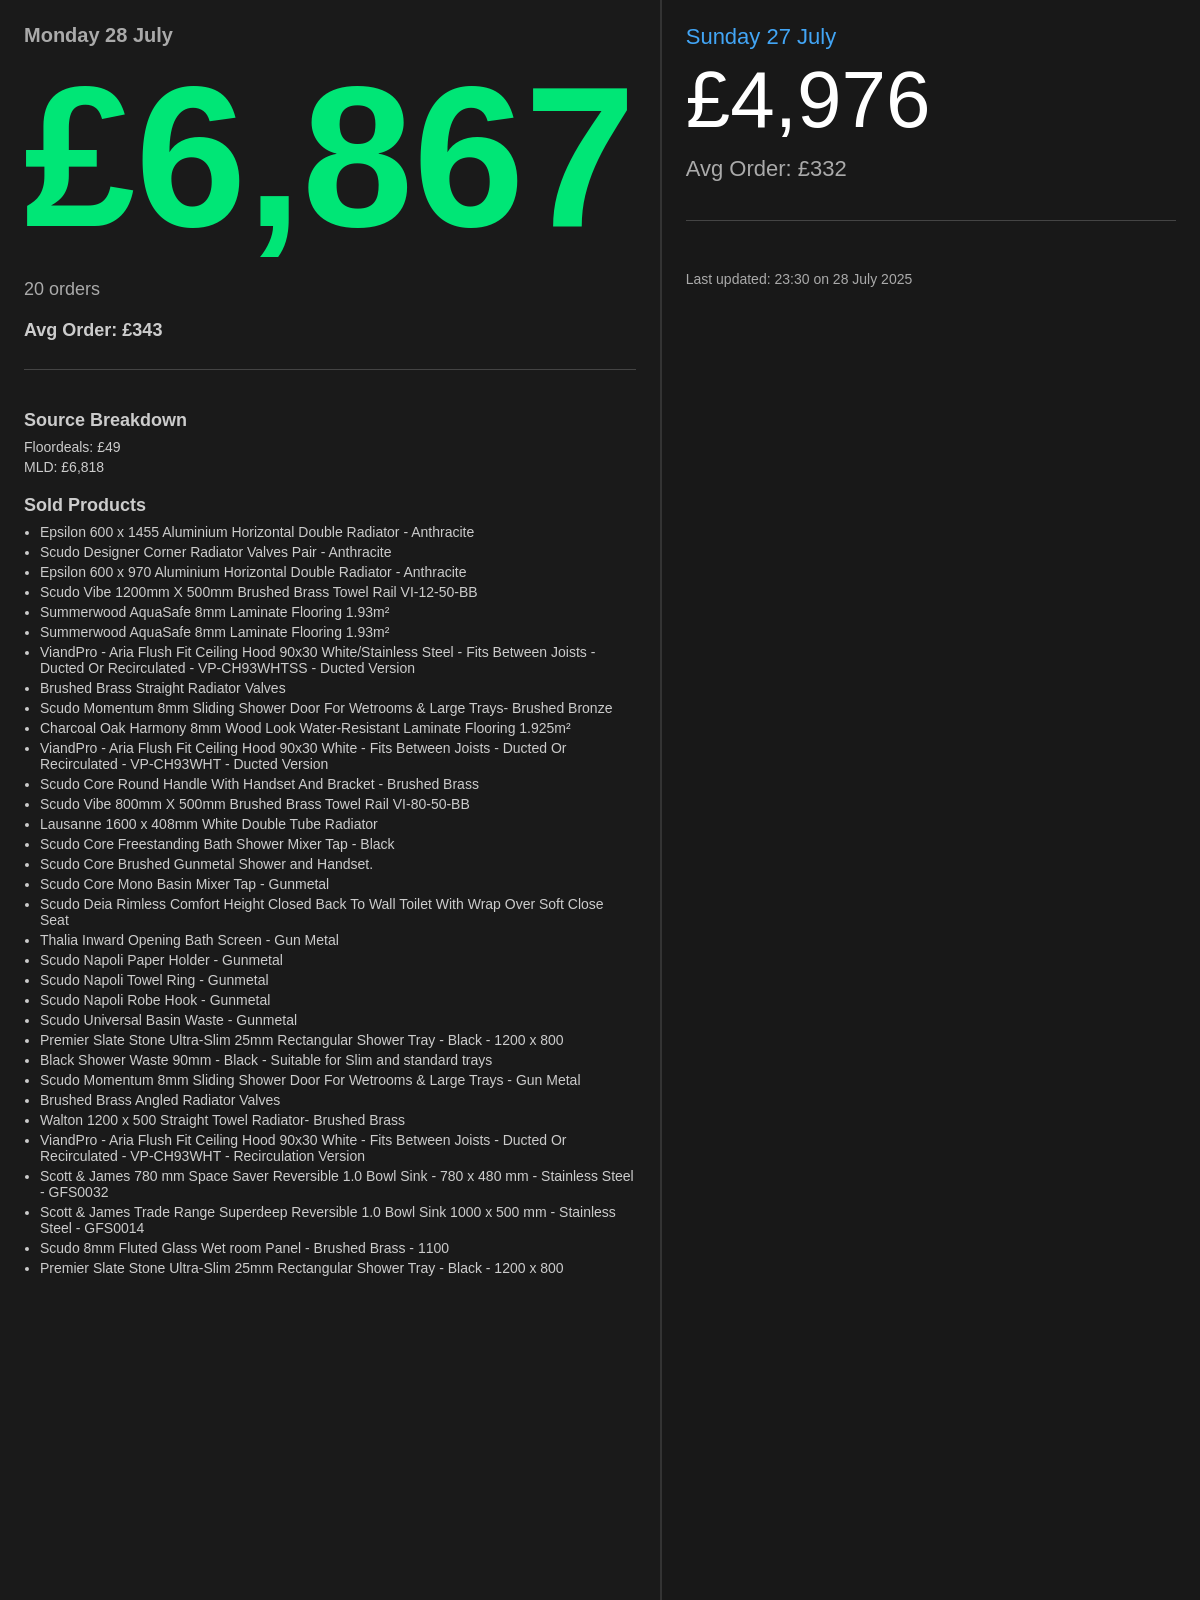 Monday 28 July
£6,867
20 orders
Avg Order: £343
Source Breakdown
Floordeals: £49
MLD: £6,818
Sold Products
• Epsilon 600 x 1455 Aluminium Horizontal Double Radiator - Anthracite
• Scudo Designer Corner Radiator Valves Pair - Anthracite
• Epsilon 600 x 970 Aluminium Horizontal Double Radiator - Anthracite
• Scudo Vibe 1200mm X 500mm Brushed Brass Towel Rail VI-12-50-BB
• Summerwood AquaSafe 8mm Laminate Flooring 1.93m²
• Summerwood AquaSafe 8mm Laminate Flooring 1.93m²
• ViandPro - Aria Flush Fit Ceiling Hood 90x30 White/Stainless Steel - Fits Between Joists -
Ducted Or Recirculated - VP-CH93WHTSS - Ducted Version
• Brushed Brass Straight Radiator Valves
• Scudo Momentum 8mm Sliding Shower Door For Wetrooms & Large Trays- Brushed Bronze
• Charcoal Oak Harmony 8mm Wood Look Water-Resistant Laminate Flooring 1.925m²
• ViandPro - Aria Flush Fit Ceiling Hood 90x30 White - Fits Between Joists - Ducted Or
Recirculated - VP-CH93WHT - Ducted Version
• Scudo Core Round Handle With Handset And Bracket - Brushed Brass
• Scudo Vibe 800mm X 500mm Brushed Brass Towel Rail VI-80-50-BB
• Lausanne 1600 x 408mm White Double Tube Radiator
• Scudo Core Freestanding Bath Shower Mixer Tap - Black
• Scudo Core Brushed Gunmetal Shower and Handset.
• Scudo Core Mono Basin Mixer Tap - Gunmetal
• Scudo Deia Rimless Comfort Height Closed Back To Wall Toilet With Wrap Over Soft Close
Seat
• Thalia Inward Opening Bath Screen - Gun Metal
• Scudo Napoli Paper Holder - Gunmetal
• Scudo Napoli Towel Ring - Gunmetal
• Scudo Napoli Robe Hook - Gunmetal
• Scudo Universal Basin Waste - Gunmetal
• Premier Slate Stone Ultra-Slim 25mm Rectangular Shower Tray - Black - 1200 x 800
• Black Shower Waste 90mm - Black - Suitable for Slim and standard trays
• Scudo Momentum 8mm Sliding Shower Door For Wetrooms & Large Trays - Gun Metal
• Brushed Brass Angled Radiator Valves
• Walton 1200 x 500 Straight Towel Radiator- Brushed Brass
• ViandPro - Aria Flush Fit Ceiling Hood 90x30 White - Fits Between Joists - Ducted Or
Recirculated - VP-CH93WHT - Recirculation Version
• Scott & James 780 mm Space Saver Reversible 1.0 Bowl Sink - 780 x 480 mm - Stainless Steel
- GFS0032
• Scott & James Trade Range Superdeep Reversible 1.0 Bowl Sink 1000 x 500 mm - Stainless
Steel - GFS0014
• Scudo 8mm Fluted Glass Wet room Panel - Brushed Brass - 1100
• Premier Slate Stone Ultra-Slim 25mm Rectangular Shower Tray - Black - 1200 x 800
Sunday 27 July
£4,976
Avg Order: £332
Last updated: 23:30 on 28 July 2025